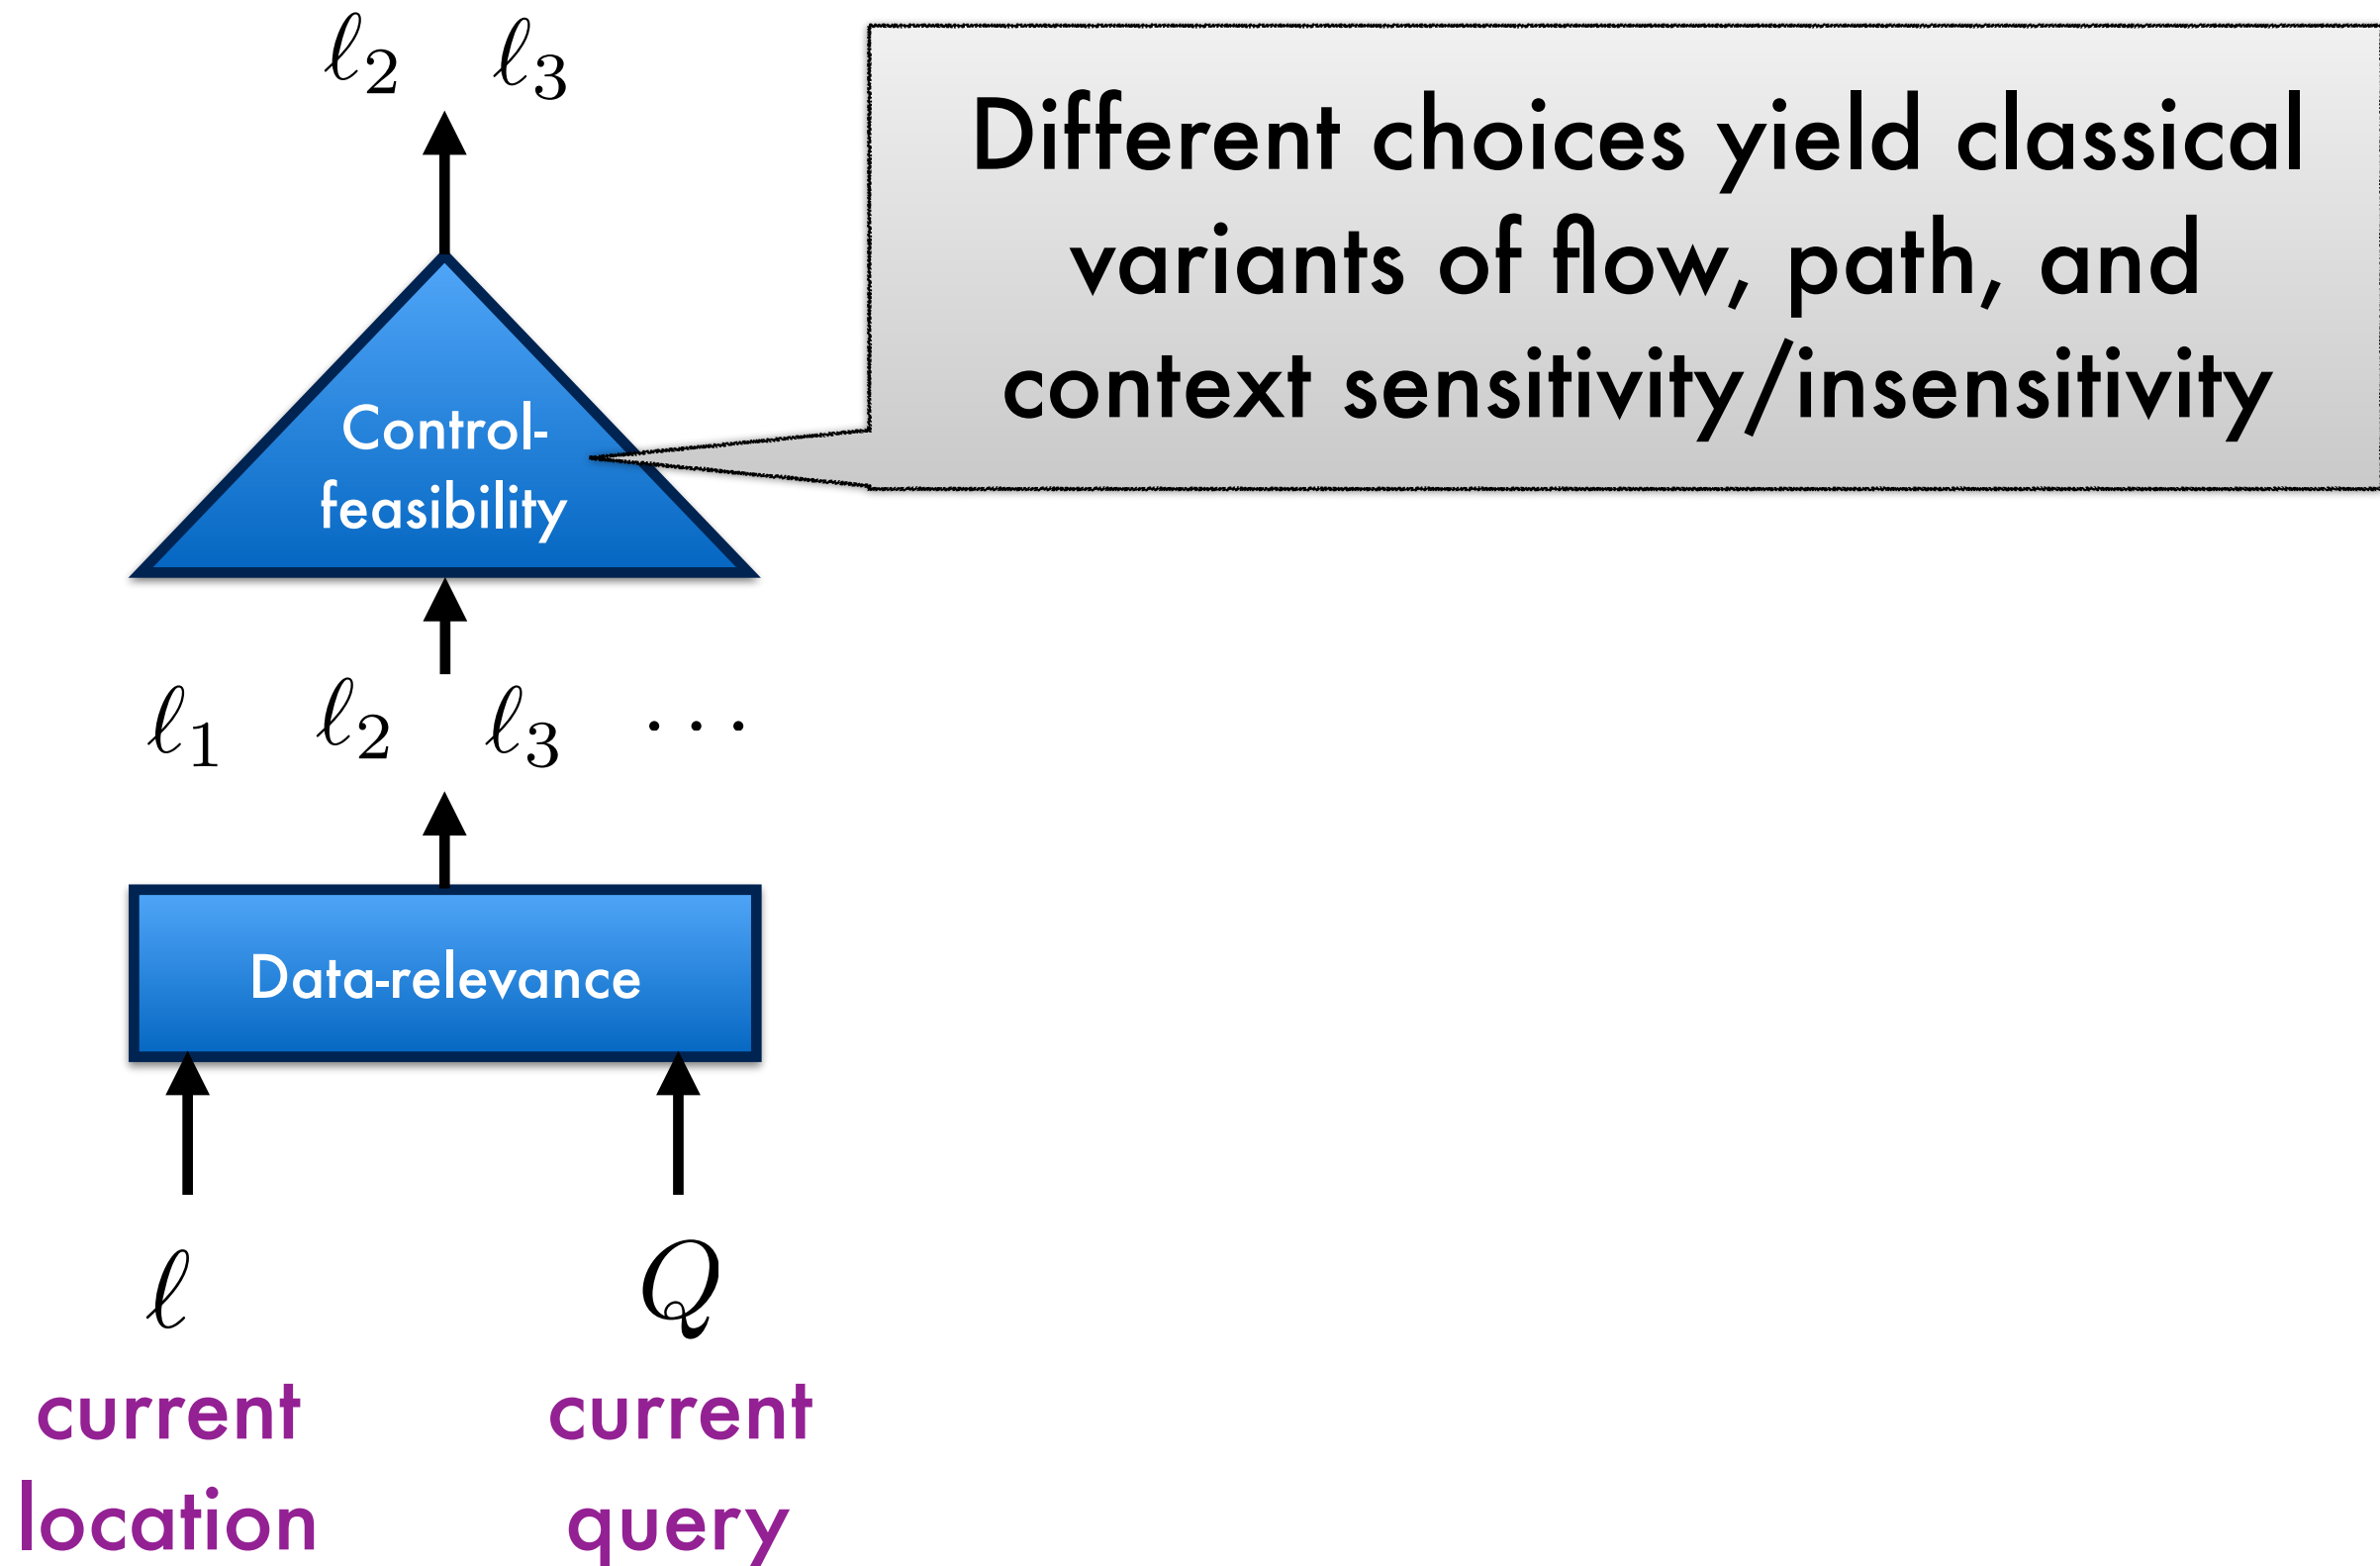 ℓ₂ ℓ₃
Different choices yield classical
variants of flow, path, and
context sensitivity/insensitivity
Control-
feasibility
ℓ₁ ℓ₂ ℓ₃ ⋯
Data-relevance
ℓ Q
current current
location query